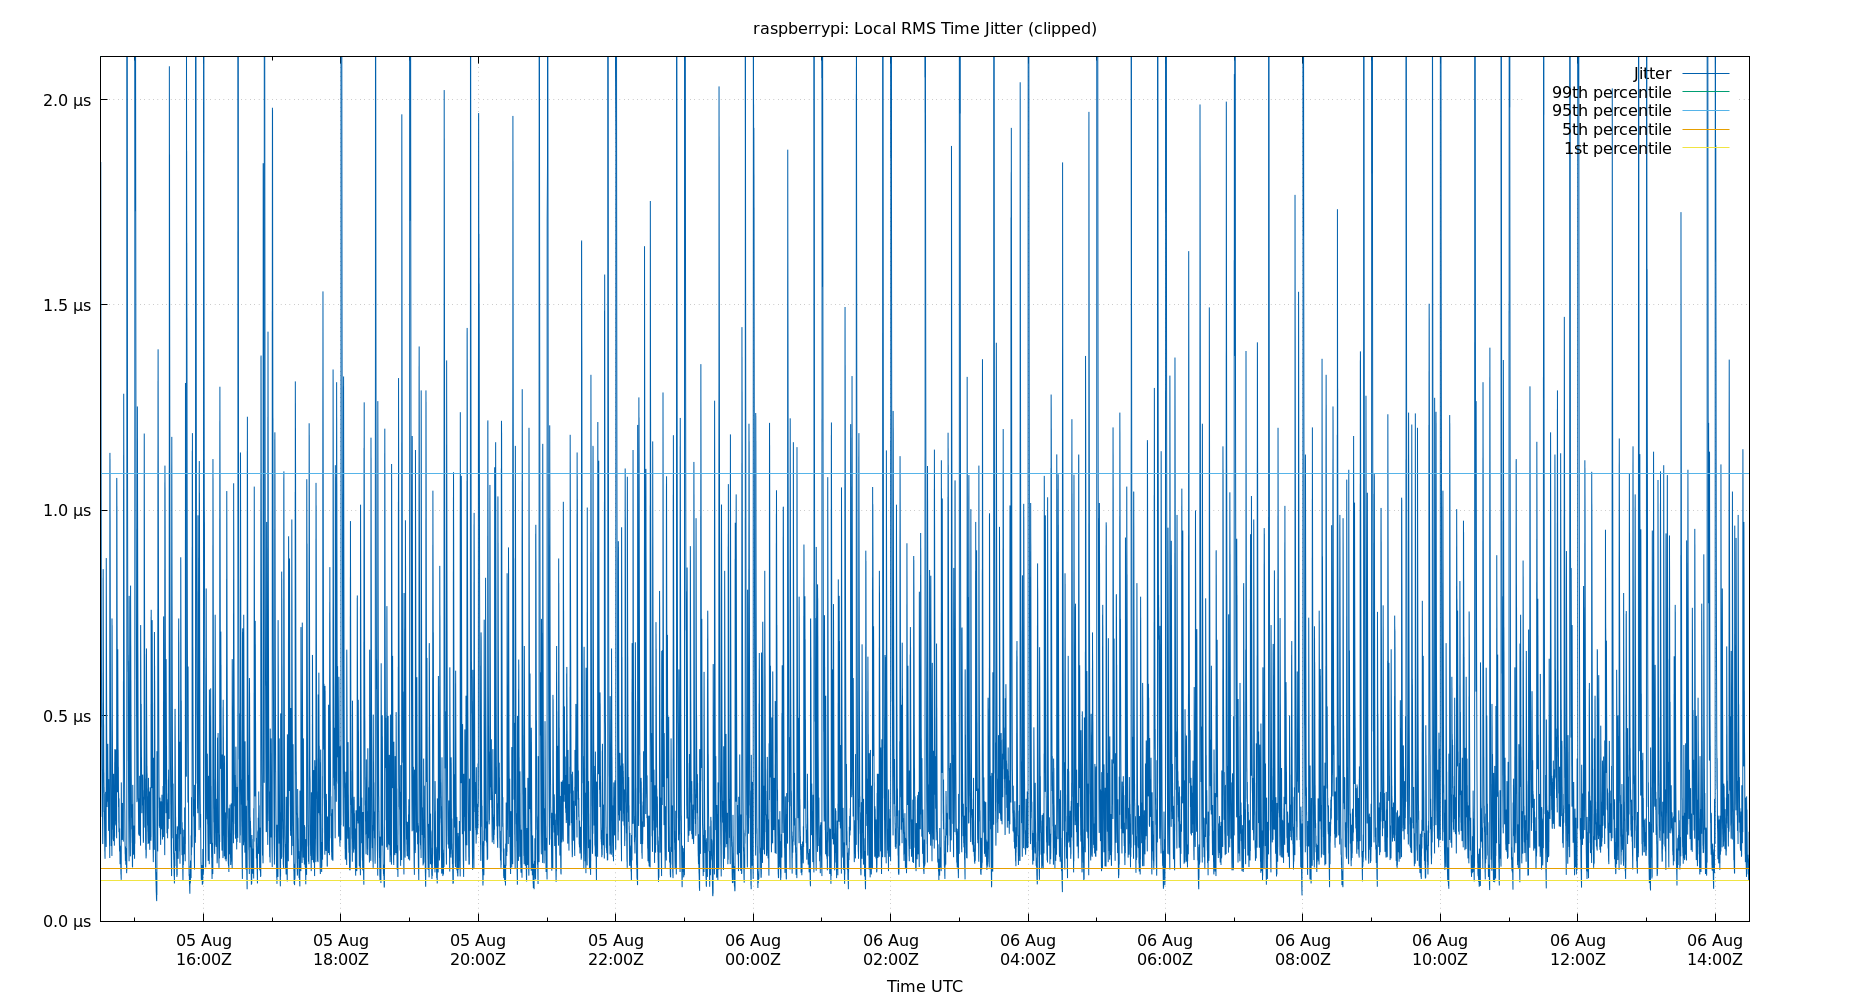 raspberrypi: Local RMS Time Jitter (clipped)
Jitter
99th percentile
95th percentile
5th percentile
1st percentile
2.0 µs
1.5 µs
1.0 µs
0.5 µs
0.0 µs
05 Aug 05 Aug 05 Aug 05 Aug 06 Aug 06 Aug 06 Aug 06 Aug 06 Aug 06 Aug 06 Aug 06 Aug
16:00Z 18:00Z 20:00Z 22:00Z 00:00Z 02:00Z 04:00Z 06:00Z 08:00Z 10:00Z 12:00Z 14:00Z
Time UTC